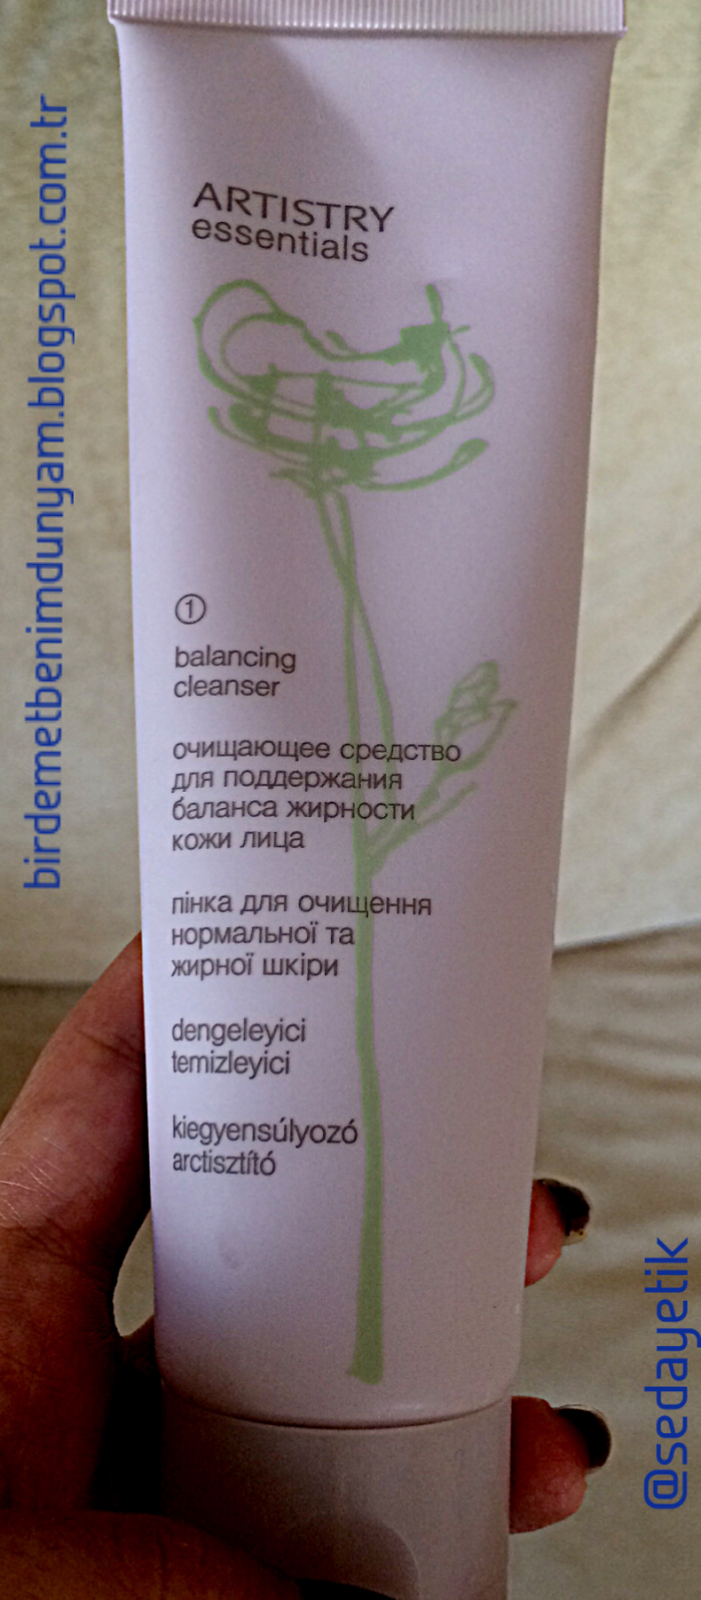 ARTISTRY
essentials
1
balancing
cleanser
очищающее средство
для поддержания
баланса жирности
кожи лица
пінка для очищення
нормальної та
жирної шкіри
dengeleyici
temizleyici
kiegyensúlyozó
arctisztító
birdemetbenimdunyam.blogspot.com.tr
@sedayetik